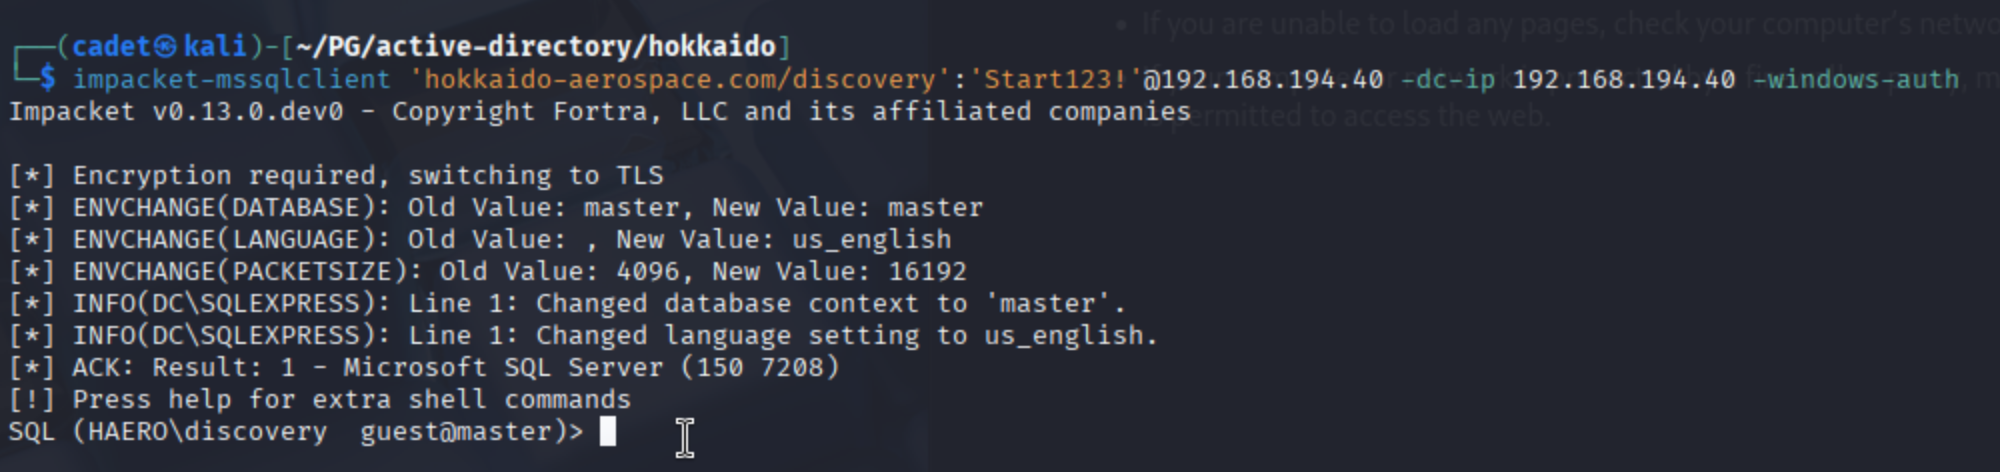 If you are unable to load any pages, check your computer's netwo
┌──(cadet㉿kali)-[~/PG/active-directory/hokkaido]
└─$ impacket-mssqlclient 'hokkaido-aerospace.com/discovery':'Start123!'@192.168.194.40 -dc-ip 192.168.194.40 -windows-auth
Impacket v0.13.0.dev0 - Copyright Fortra, LLC and its affiliated companies
permitted to access the web.
[*] Encryption required, switching to TLS
[*] ENVCHANGE(DATABASE): Old Value: master, New Value: master
[*] ENVCHANGE(LANGUAGE): Old Value: , New Value: us_english
[*] ENVCHANGE(PACKETSIZE): Old Value: 4096, New Value: 16192
[*] INFO(DC\SQLEXPRESS): Line 1: Changed database context to 'master'.
[*] INFO(DC\SQLEXPRESS): Line 1: Changed language setting to us_english.
[*] ACK: Result: 1 - Microsoft SQL Server (150 7208)
[!] Press help for extra shell commands
SQL (HAERO\discovery  guest@master)>